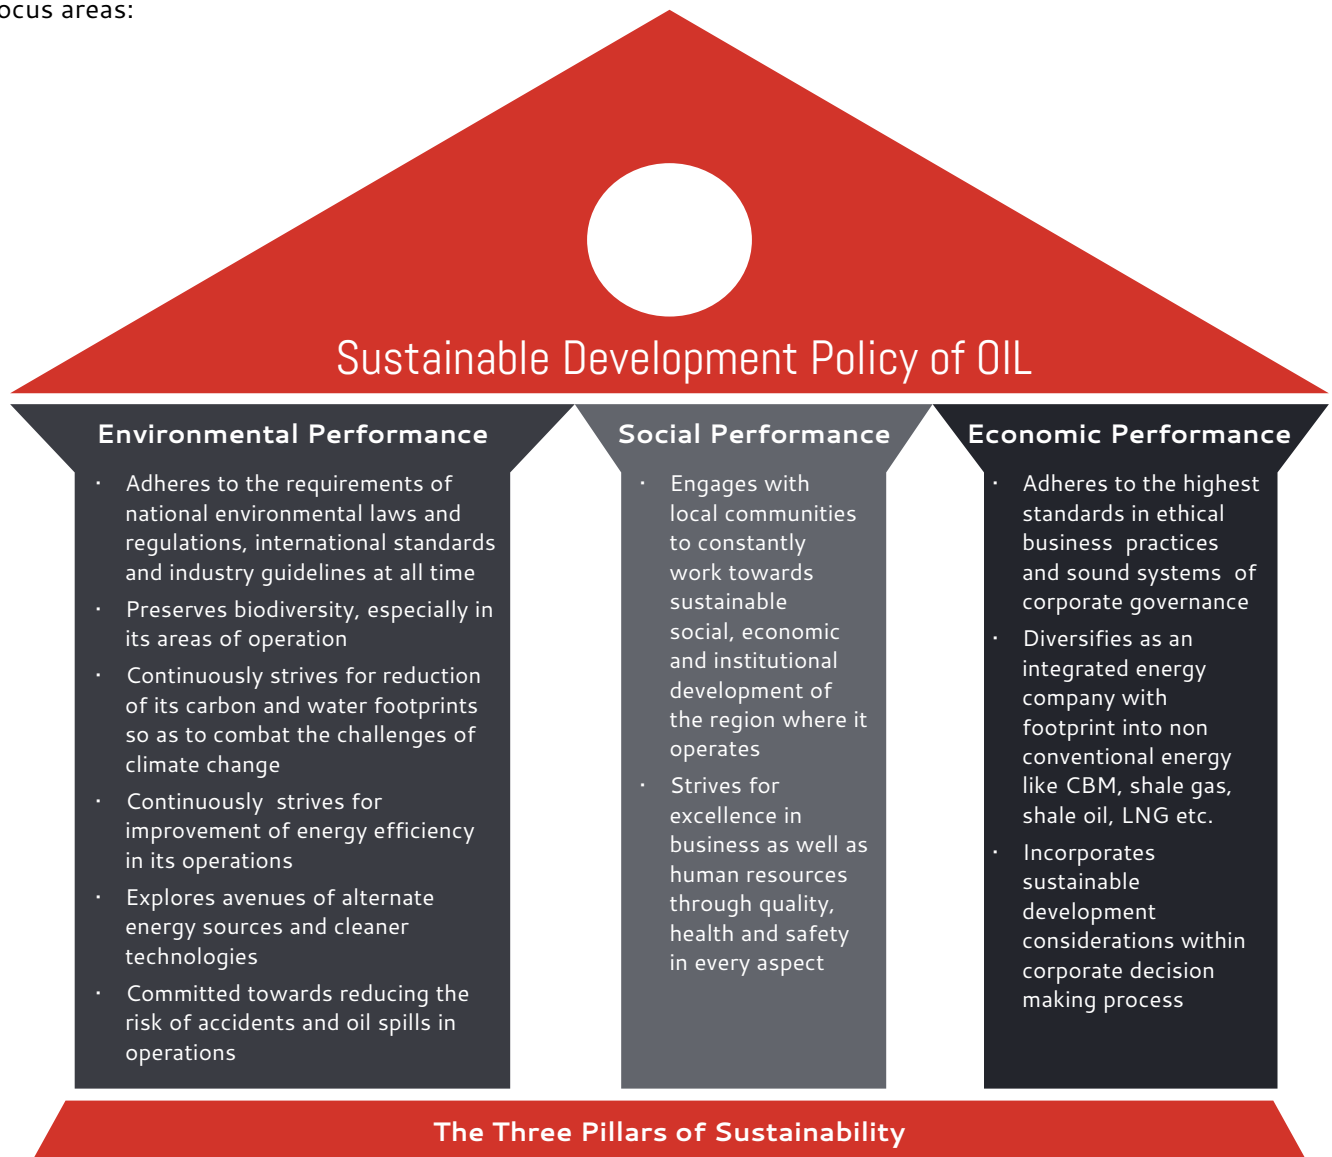 ocus areas:
Sustainable Development Policy of OIL
Environmental Performance
· Adheres to the requirements of
national environmental laws and
regulations, international standards
and industry guidelines at all time
· Preserves biodiversity, especially in
its areas of operation
· Continuously strives for reduction
of its carbon and water footprints
so as to combat the challenges of
climate change
· Continuously strives for
improvement of energy efficiency
in its operations
· Explores avenues of alternate
energy sources and cleaner
technologies
· Committed towards reducing the
risk of accidents and oil spills in
operations
Social Performance
· Engages with
local communities
to constantly
work towards
sustainable
social, economic
and institutional
development of
the region where it
operates
· Strives for
excellence in
business as well as
human resources
through quality,
health and safety
in every aspect
Economic Performance
· Adheres to the highest
standards in ethical
business practices
and sound systems of
corporate governance
· Diversifies as an
integrated energy
company with
footprint into non
conventional energy
like CBM, shale gas,
shale oil, LNG etc.
· Incorporates
sustainable
development
considerations within
corporate decision
making process
The Three Pillars of Sustainability